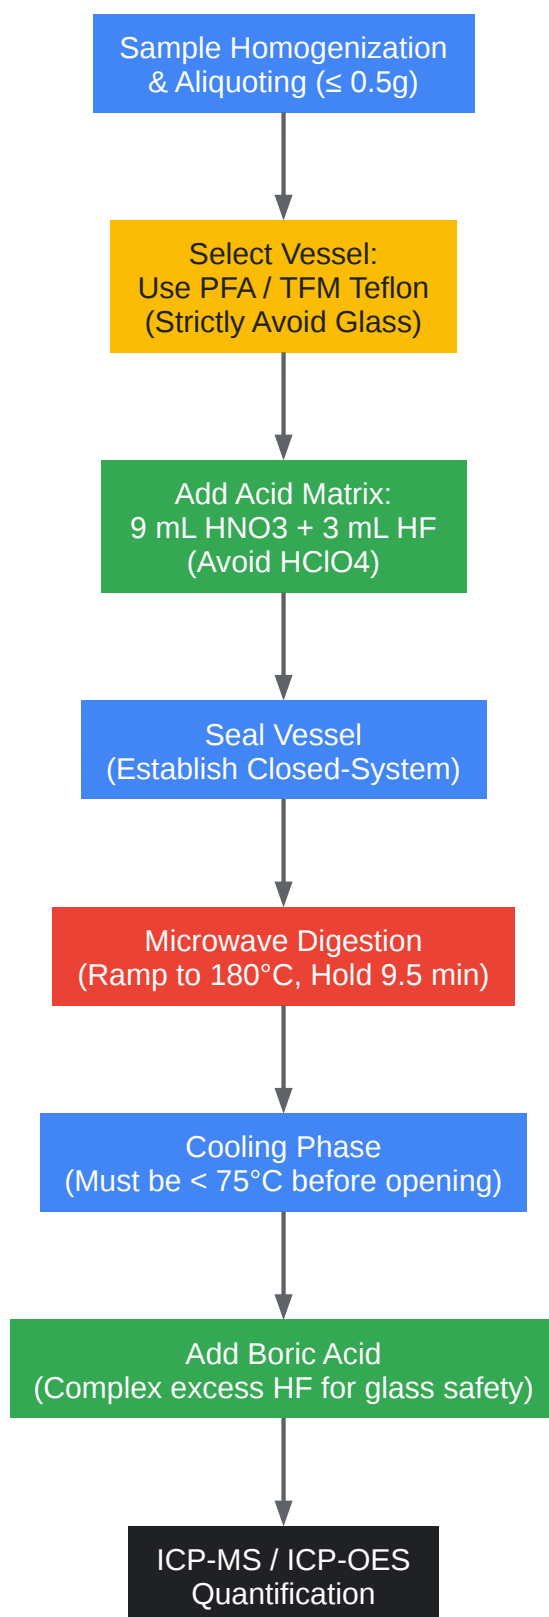 Sample Homogenization
& Aliquoting (≤ 0.5g)
Select Vessel:
Use PFA / TFM Teflon
(Strictly Avoid Glass)
Add Acid Matrix:
9 mL HNO3 + 3 mL HF
(Avoid HClO4)
Seal Vessel
(Establish Closed-System)
Microwave Digestion
(Ramp to 180°C, Hold 9.5 min)
Cooling Phase
(Must be < 75°C before opening)
Add Boric Acid
(Complex excess HF for glass safety)
ICP-MS / ICP-OES
Quantification